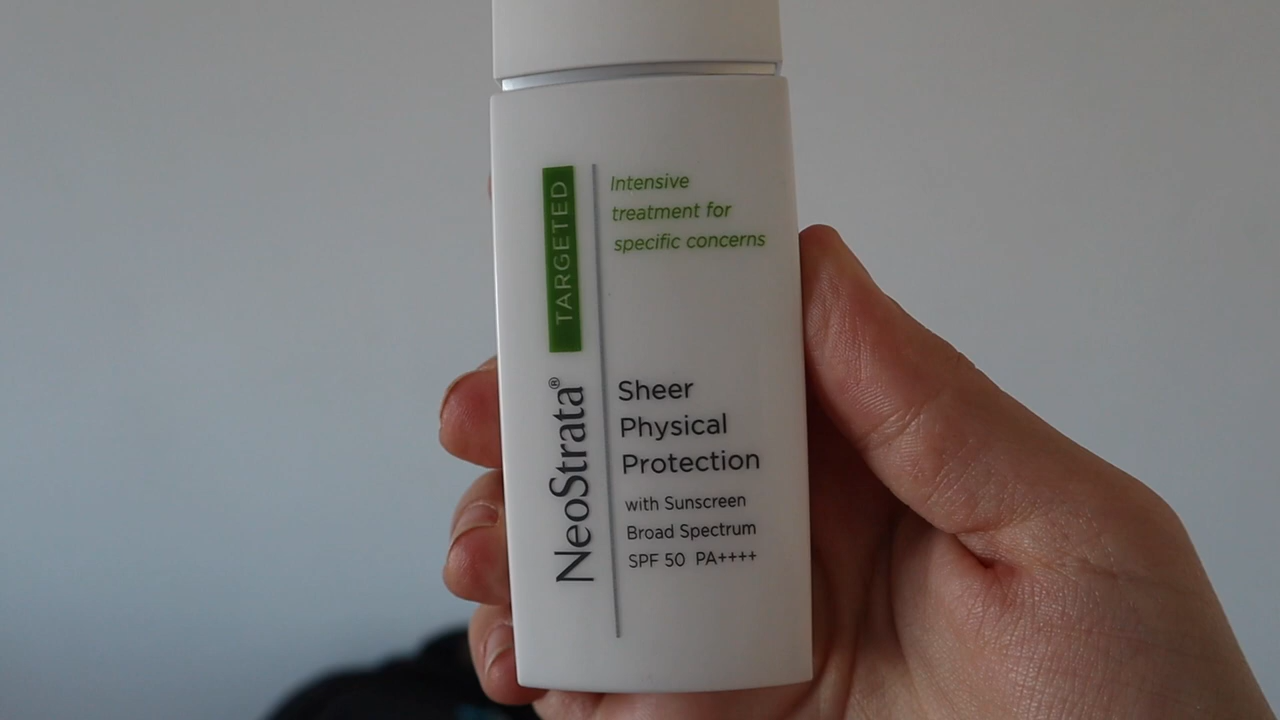 TARGETED
NeoStrata®
Intensive
treatment for
specific concerns
Sheer
Physical
Protection
with Sunscreen
Broad Spectrum
SPF 50 PA++++